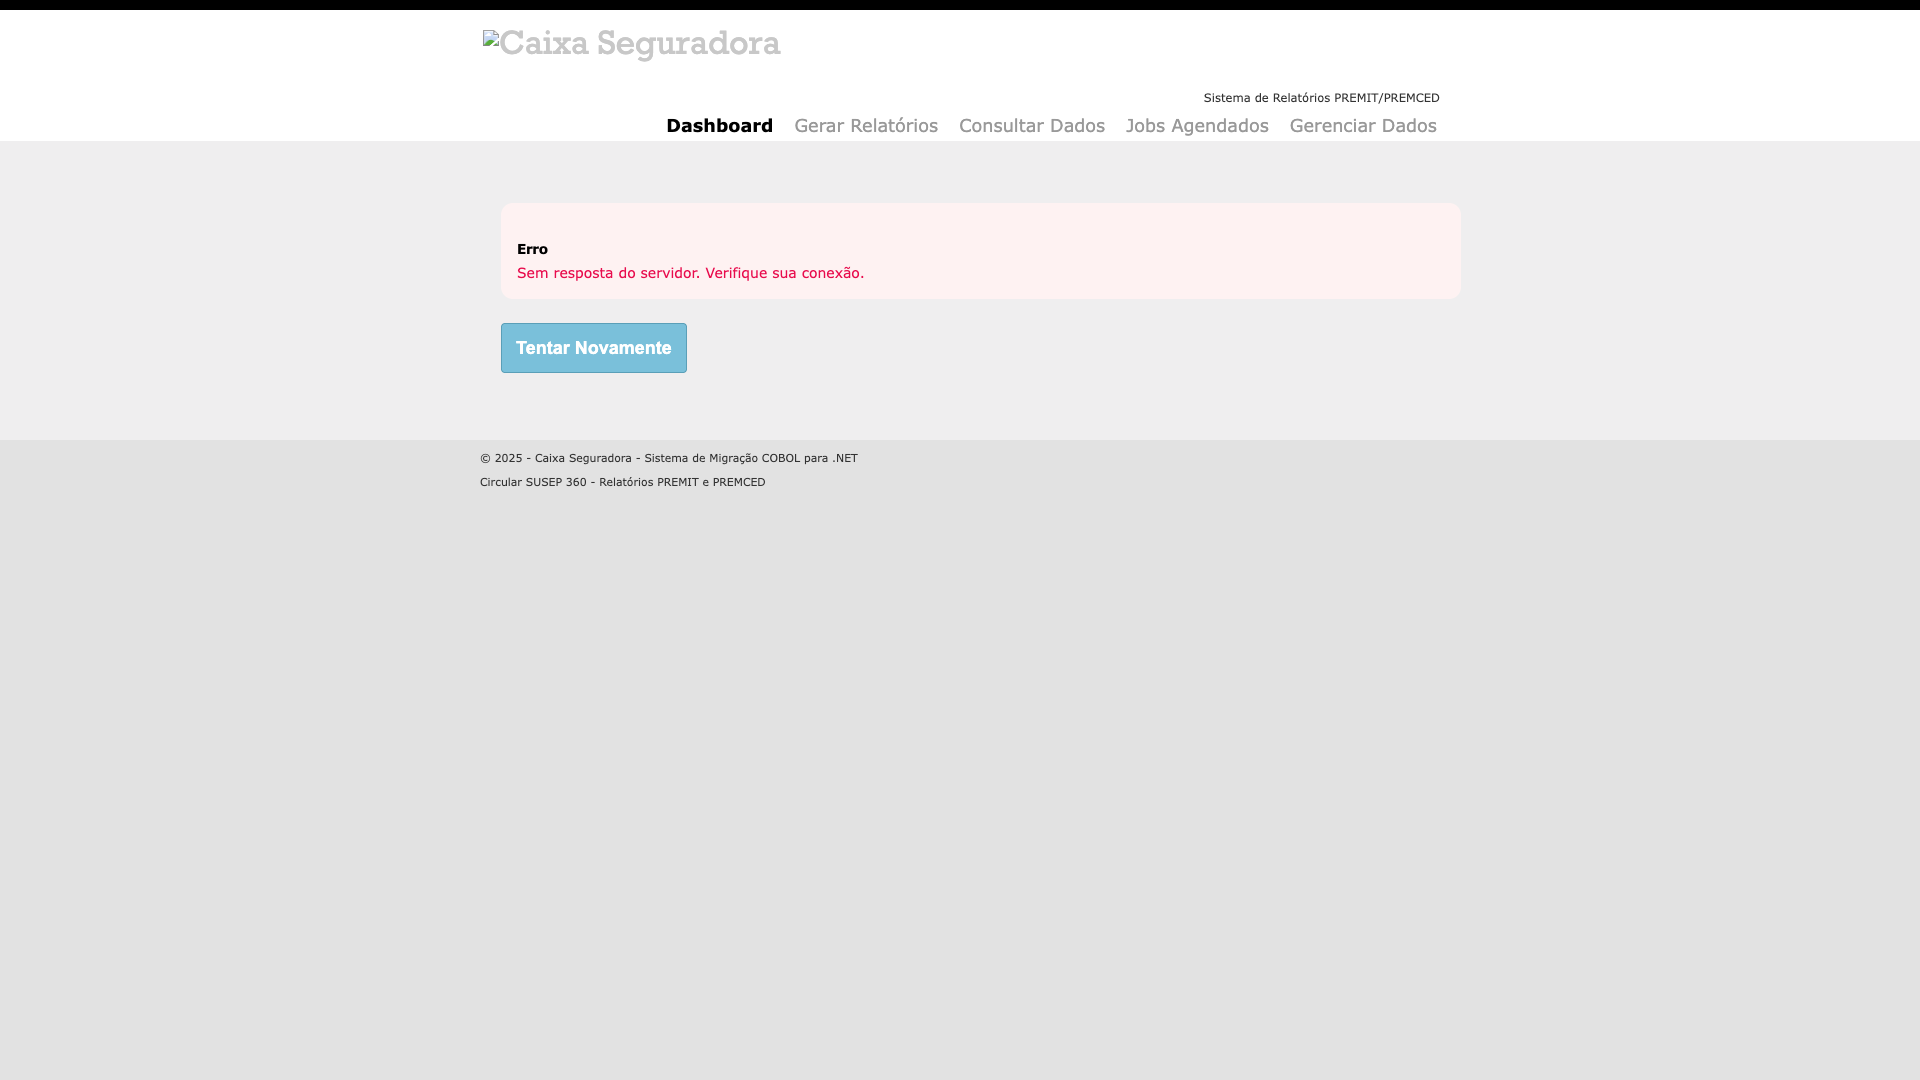 Caixa Seguradora
Sistema de Relatórios PREMIT/PREMCED
Dashboard Gerar Relatórios Consultar Dados Jobs Agendados Gerenciar Dados
Erro
Sem resposta do servidor. Verifique sua conexão.
Tentar Novamente
© 2025 - Caixa Seguradora - Sistema de Migração COBOL para .NET
Circular SUSEP 360 - Relatórios PREMIT e PREMCED